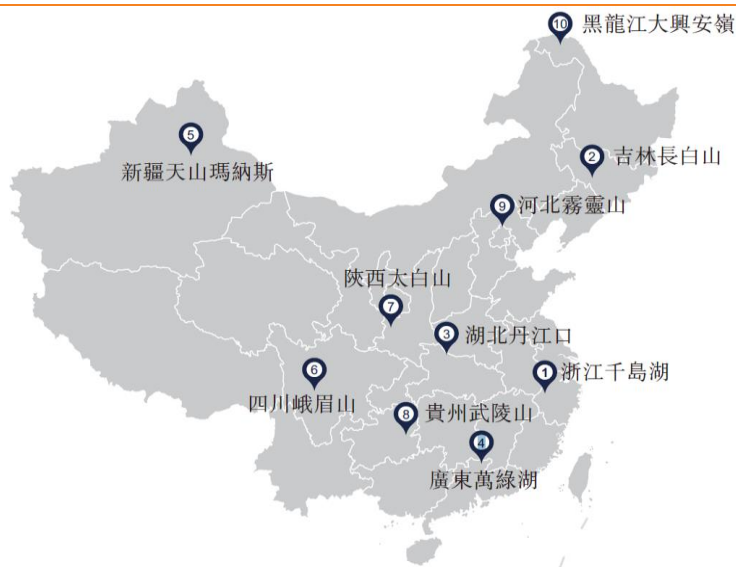 10 黑龍江大興安嶺
5
新疆天山瑪納斯
2 吉林長白山
9 河北霧靈山
陝西太白山
7
3 湖北丹江口
6
四川峨眉山
1 浙江千島湖
8 貴州武陵山
4
廣東萬綠湖